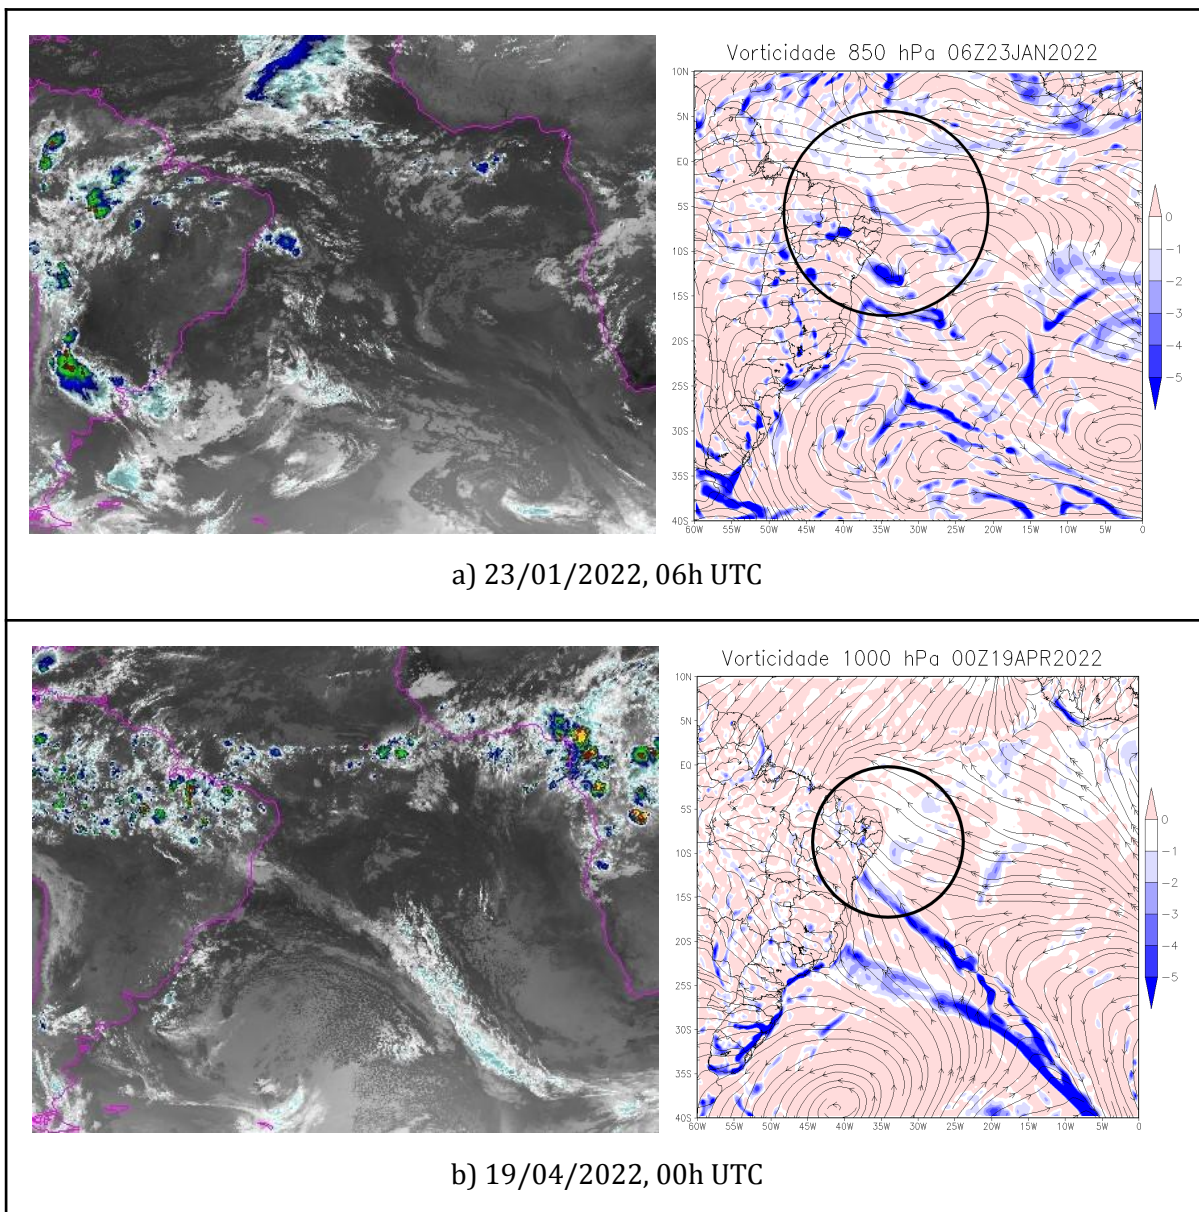 Vorticidade 850 hPa 06Z23JAN2022
10N
5N
EQ
5S
10S
15S
20S
25S
30S
35S
40S
60W 55W 50W 45W 40W 35W 30W 25W 20W 15W 10W 5W 0
0
-1
-2
-3
-4
-5
a) 23/01/2022, 06h UTC
Vorticidade 1000 hPa 00Z19APR2022
10N
5N
EQ
5S
10S
15S
20S
25S
30S
35S
40S
60W 55W 50W 45W 40W 35W 30W 25W 20W 15W 10W 5W 0
0
-1
-2
-3
-4
-5
b) 19/04/2022, 00h UTC